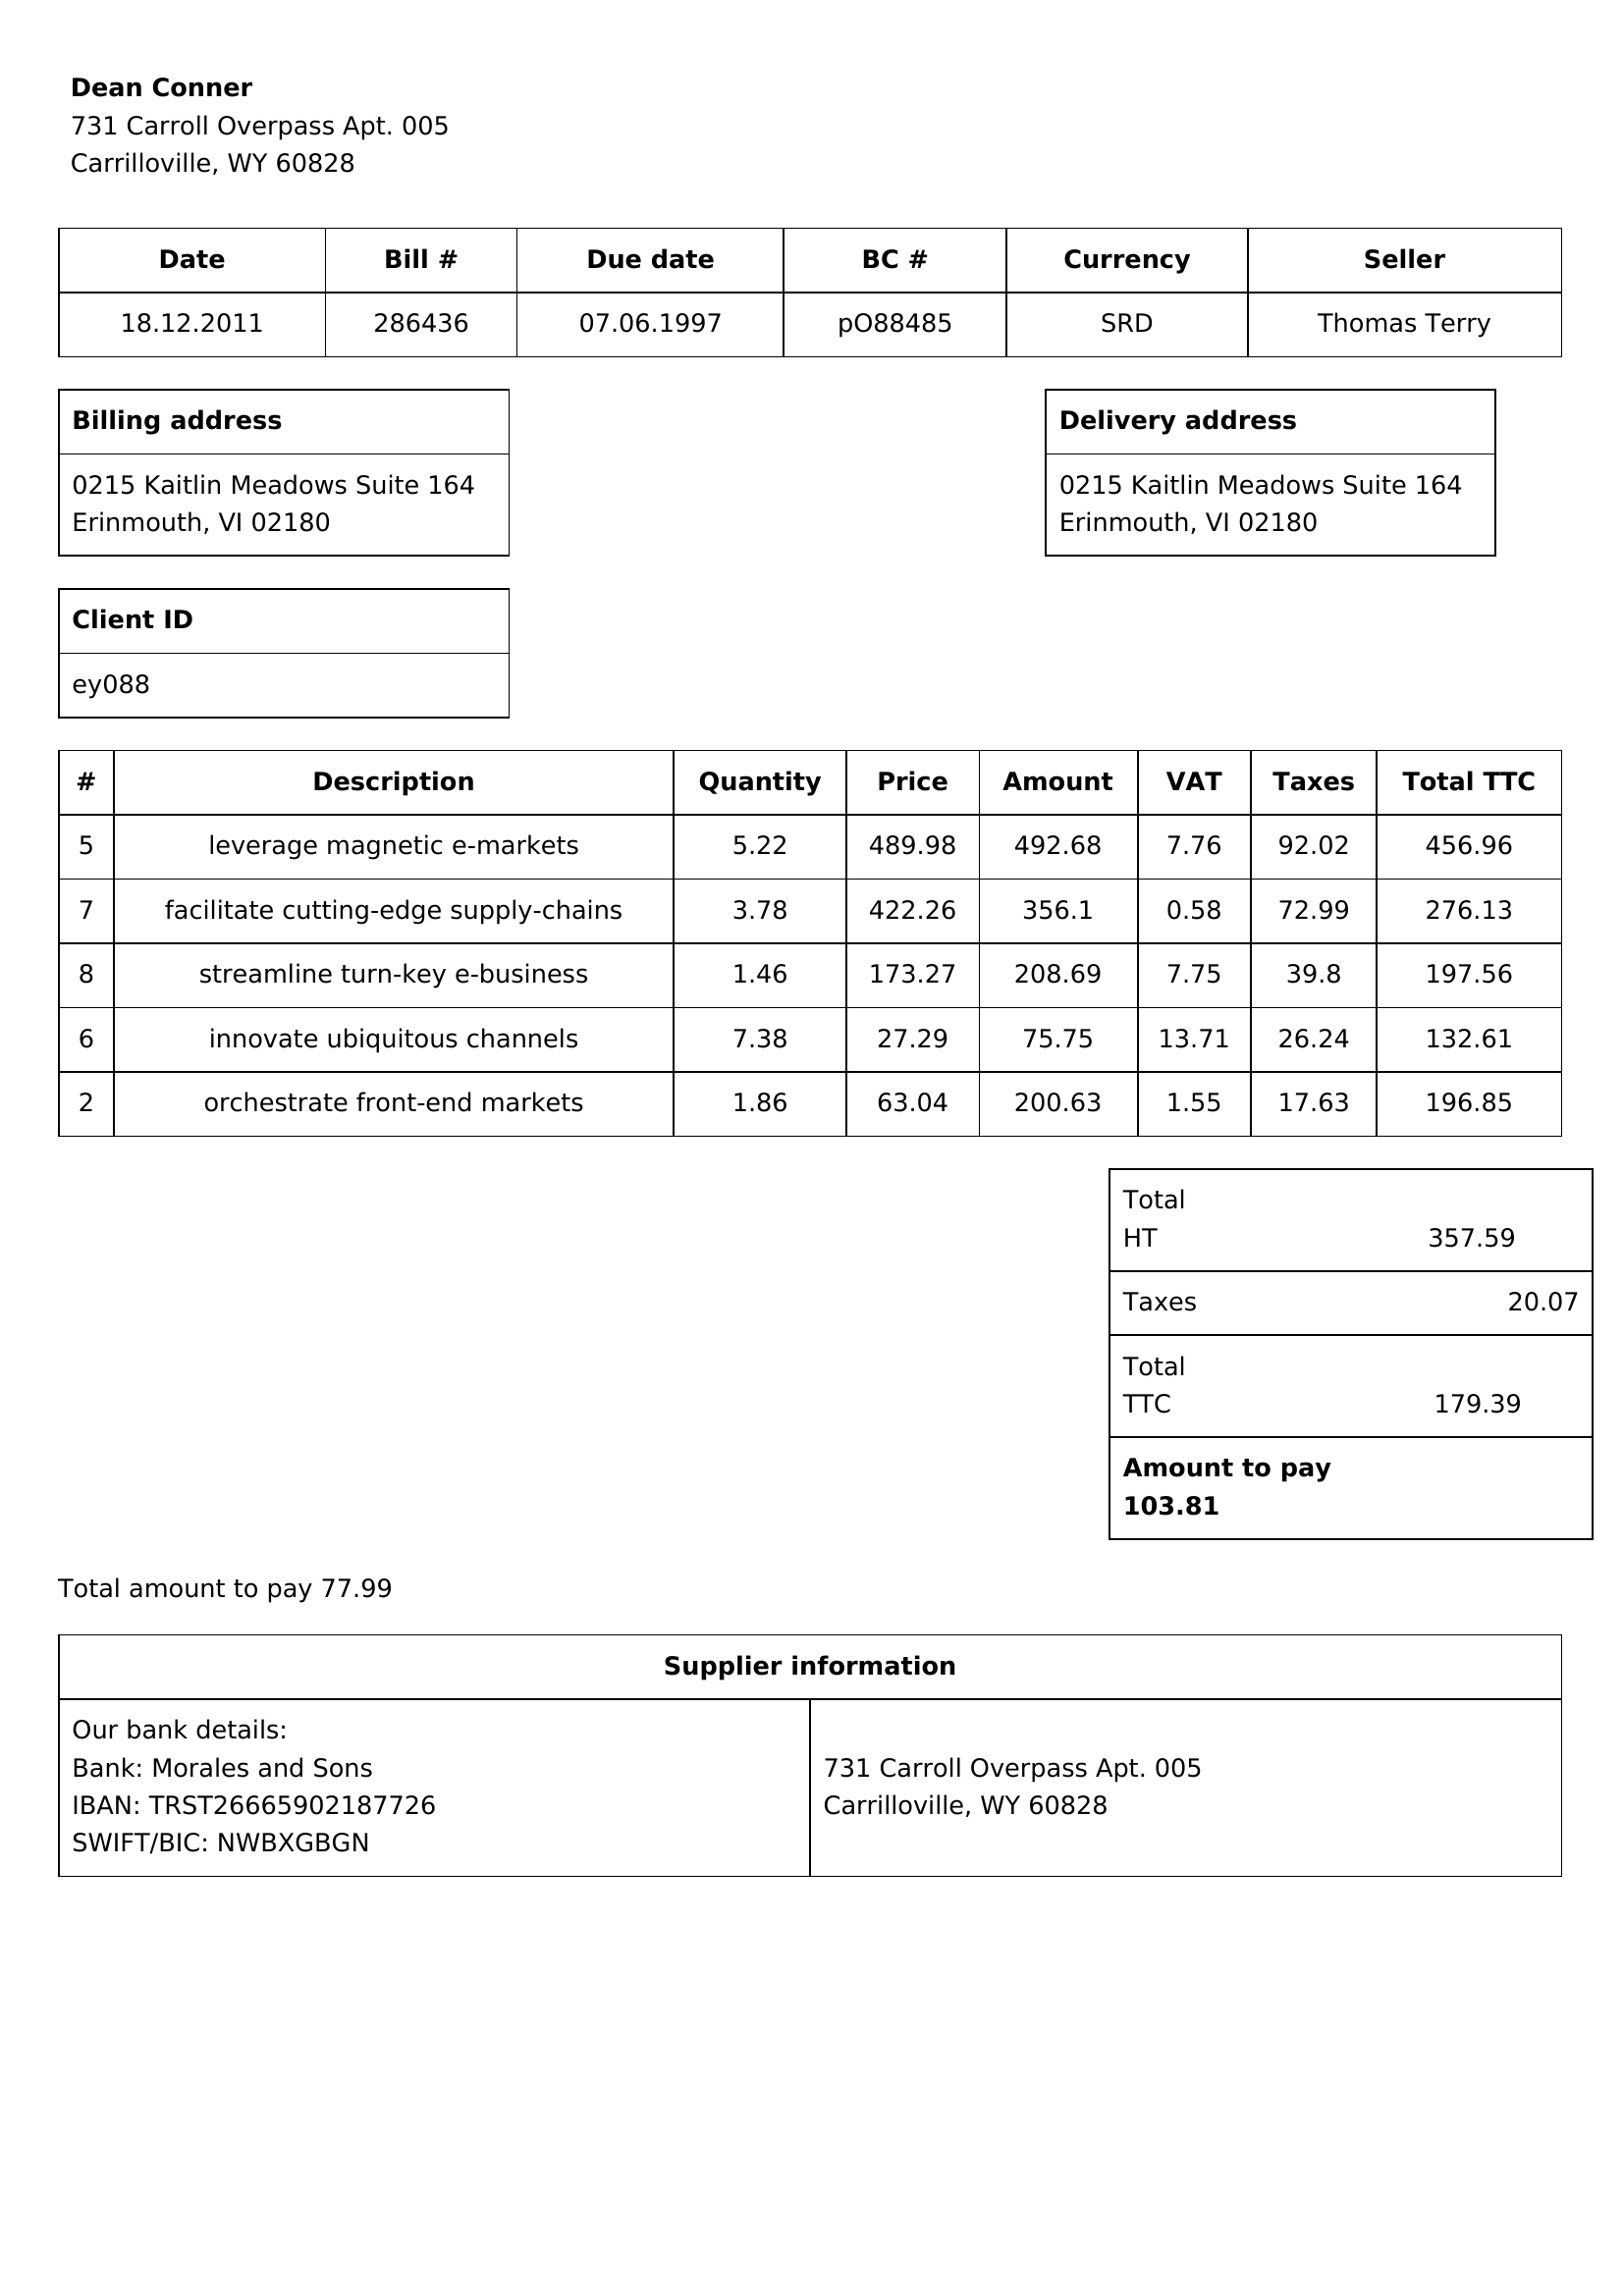 Dean Conner
731 Carroll Overpass Apt. 005
Carrilloville, WY 60828
Date Bill # Due date BC # Currency Seller
18.12.2011 286436 07.06.1997 pO88485 SRD Thomas Terry
Billing address
0215 Kaitlin Meadows Suite 164
Erinmouth, VI 02180
Delivery address
0215 Kaitlin Meadows Suite 164
Erinmouth, VI 02180
Client ID
ey088
# Description Quantity Price Amount VAT Taxes Total TTC
5 leverage magnetic e-markets 5.22 489.98 492.68 7.76 92.02 456.96
7 facilitate cutting-edge supply-chains 3.78 422.26 356.1 0.58 72.99 276.13
8 streamline turn-key e-business 1.46 173.27 208.69 7.75 39.8 197.56
6 innovate ubiquitous channels 7.38 27.29 75.75 13.71 26.24 132.61
2 orchestrate front-end markets 1.86 63.04 200.63 1.55 17.63 196.85
Total
HT 357.59
Taxes 20.07
Total
TTC 179.39
Amount to pay
103.81
Total amount to pay 77.99
Supplier information
Our bank details:
Bank: Morales and Sons
IBAN: TRST26665902187726
SWIFT/BIC: NWBXGBGN
731 Carroll Overpass Apt. 005
Carrilloville, WY 60828